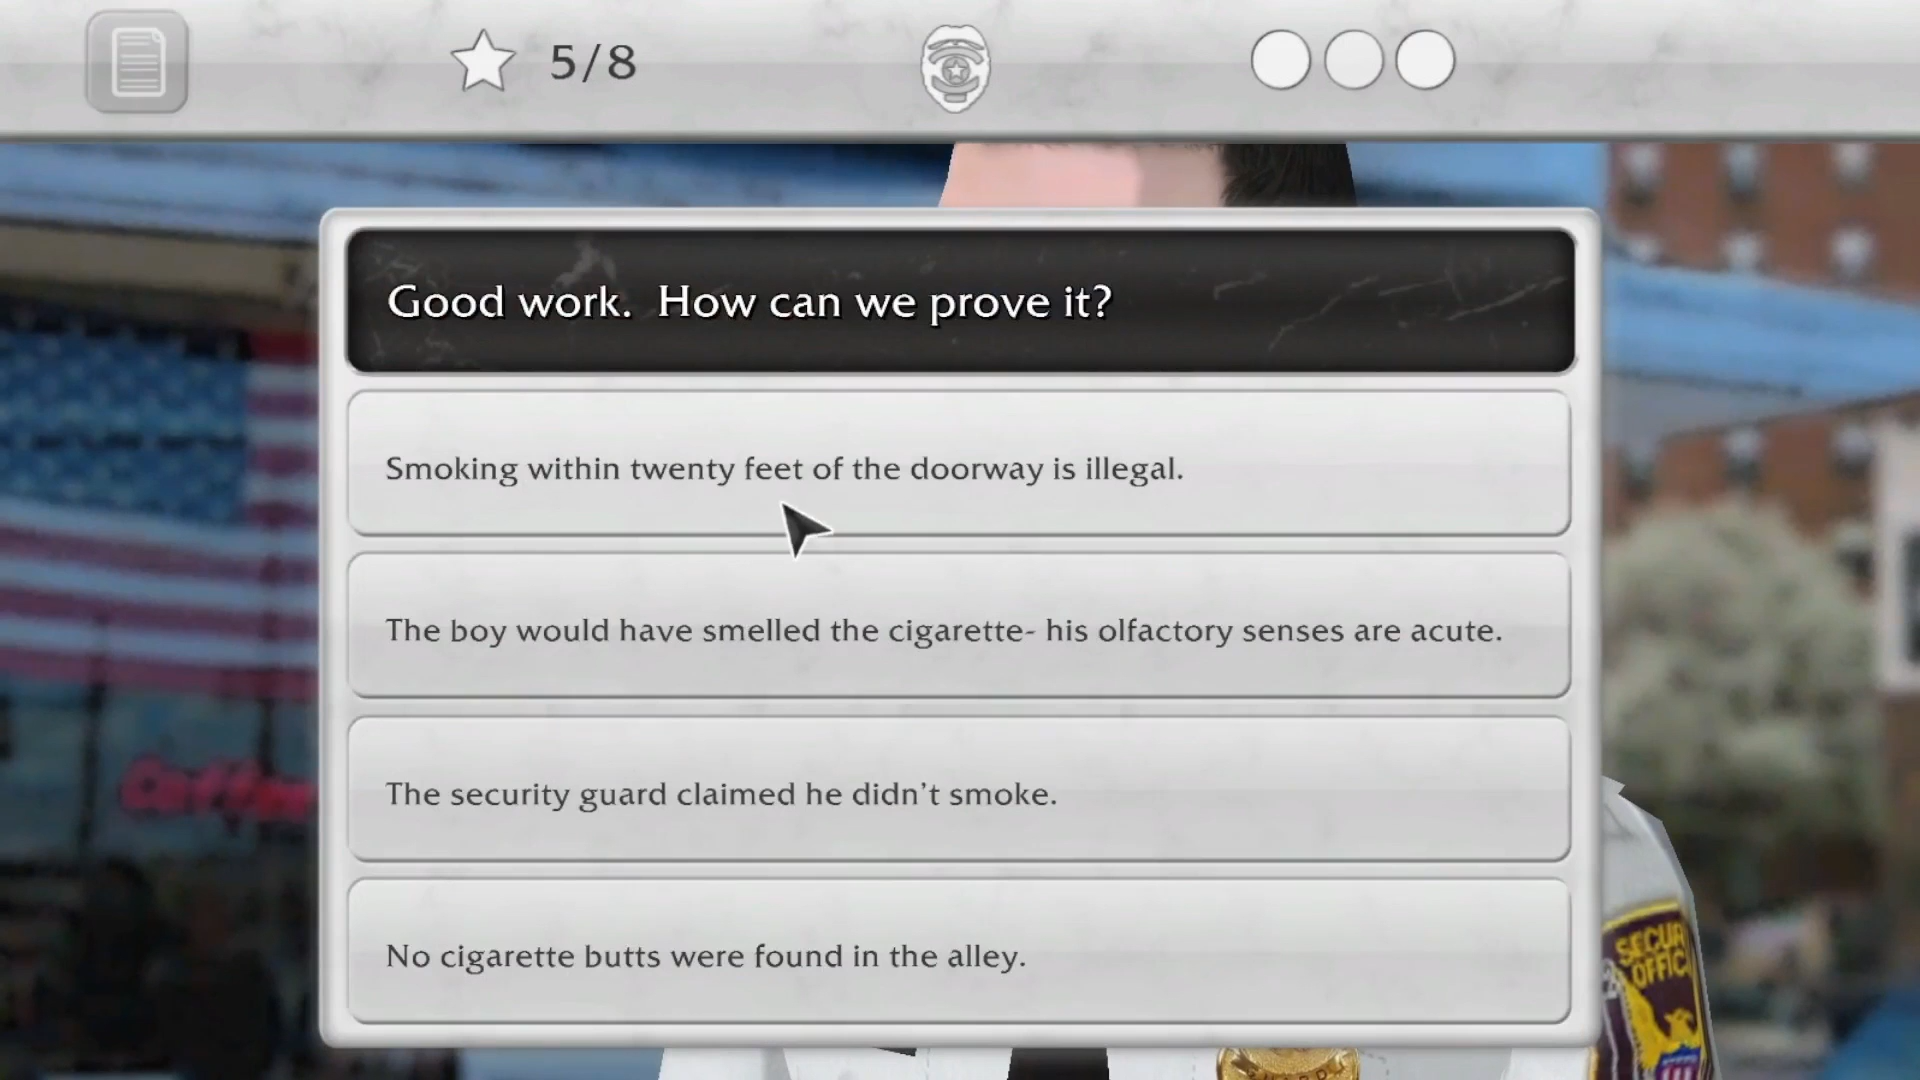 5/8
Good work.  How can we prove it?
Smoking within twenty feet of the doorway is illegal.
The boy would have smelled the cigarette- his olfactory senses are acute.
The security guard claimed he didn't smoke.
No cigarette butts were found in the alley.